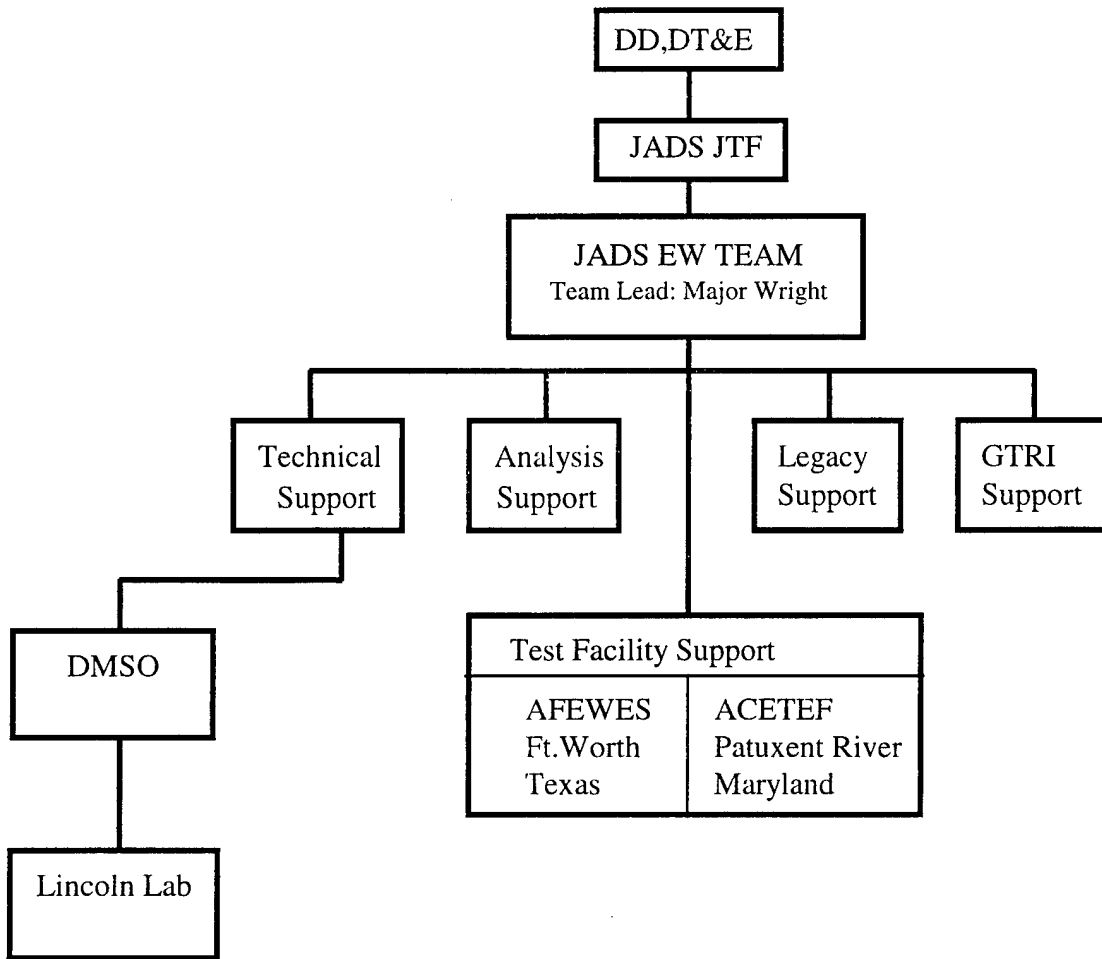 DD,DT&E
JADS JTF
JADS EW TEAM
Team Lead: Major Wright
Technical
Support
Analysis
Support
Legacy
Support
GTRI
Support
DMSO
Lincoln Lab
Test Facility Support
AFEWES
Ft.Worth
Texas
ACETEF
Patuxent River
Maryland